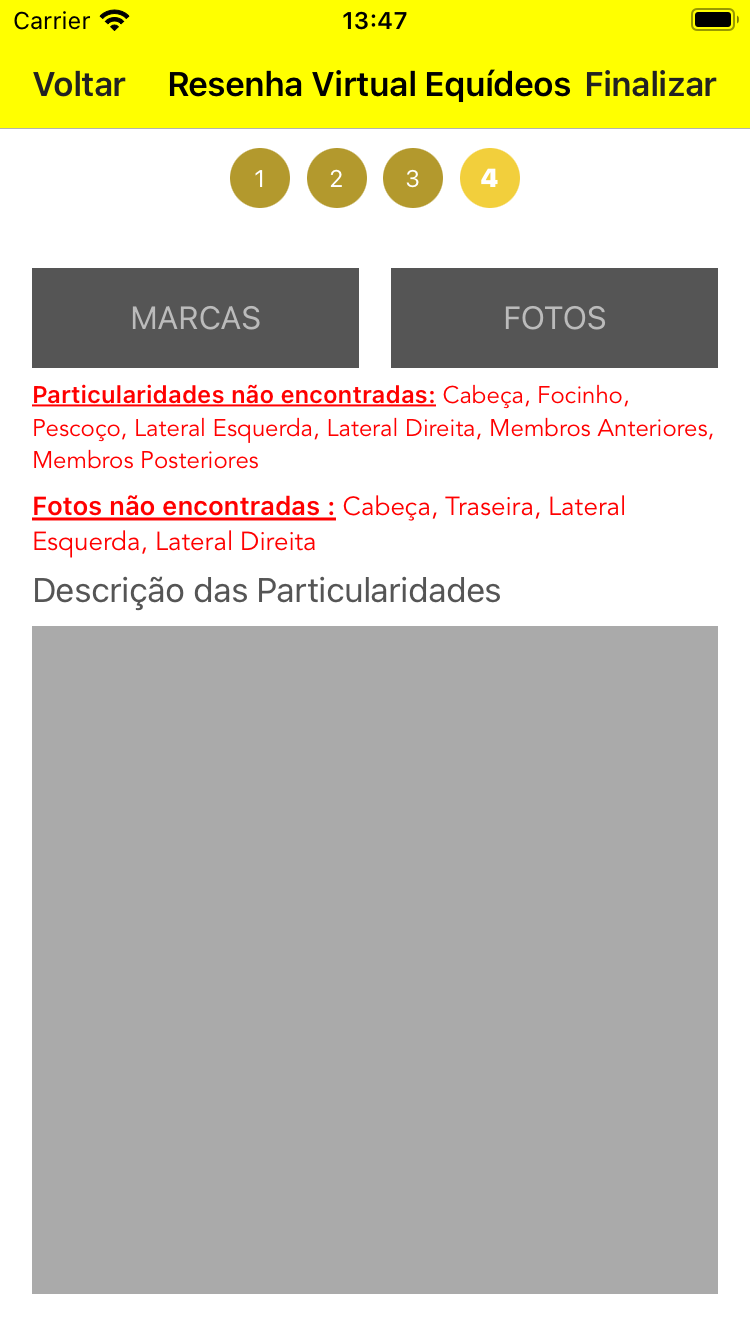 Carrier 13:47
Voltar Resenha Virtual Equídeos Finalizar
1 2 3 4
MARCAS FOTOS
Particularidades não encontradas: Cabeça, Focinho,
Pescoço, Lateral Esquerda, Lateral Direita, Membros Anteriores,
Membros Posteriores
Fotos não encontradas : Cabeça, Traseira, Lateral
Esquerda, Lateral Direita
Descrição das Particularidades